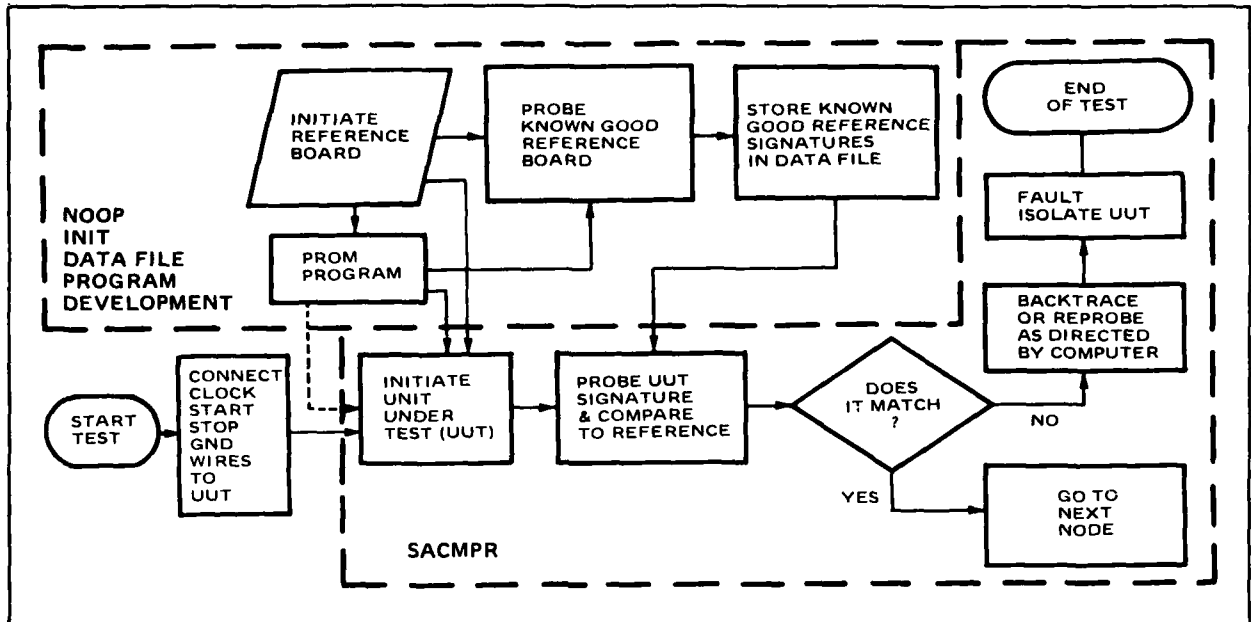 INITIATE
REFERENCE
BOARD
PROBE
KNOWN GOOD
REFERENCE
BOARD
STORE KNOWN
GOOD REFERENCE
SIGNATURES
IN DATA FILE
END
OF TEST
FAULT
ISOLATE UUT
NOOP
INIT
DATA FILE
PROGRAM
DEVELOPMENT
PROM
PROGRAM
BACKTRACE
OR REPROBE
AS DIRECTED
BY COMPUTER
START
TEST
CONNECT
CLOCK
START
STOP
GND
WIRES
TO
UUT
INITIATE
UNIT
UNDER
TEST (UUT)
PROBE UUT
SIGNATURE
& COMPARE
TO REFERENCE
DOES
IT MATCH
?
NO
YES
GO TO
NEXT
NODE
SACMPR